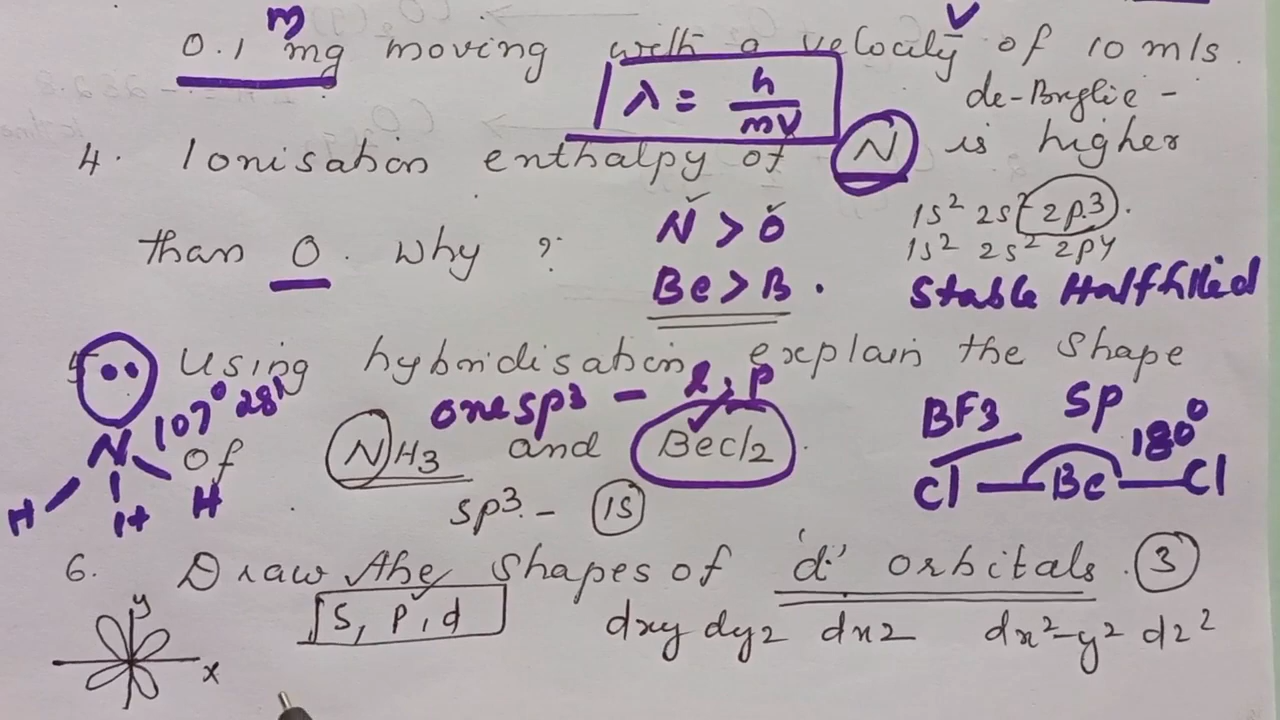 m v
0.1 mg moving with a velocity of 10 m/s.
λ = h/mv de-Broglie -
4. Ionisation enthalpy of N is higher
1s² 2s² 2p3.
than O. Why ? N > O 1s² 2s² 2p4
Be > B. Stable Half filled
5. Using hybridisation, explain the shape
107° 28' one sp3 - l, p BF3 SP 180°
N of NH3 and BeCl2 Cl Be Cl
H H H sp3. - 1S
6. Draw the shapes of 'd' orbitals. 3
y S, P, d dxy dyz dxz dx²-y² dz²
x